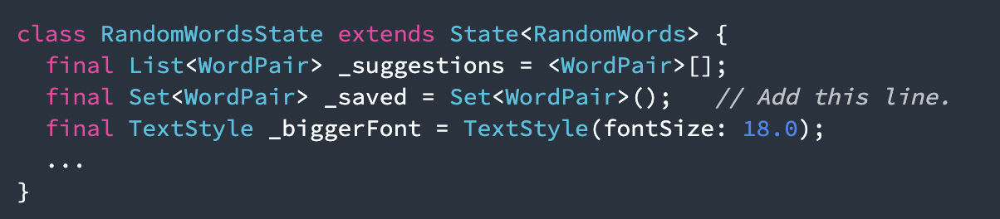 class RandomWordsState extends State<RandomWords> {
  final List<WordPair> _suggestions = <WordPair>[];
  final Set<WordPair> _saved = Set<WordPair>();   // Add this line.
  final TextStyle _biggerFont = TextStyle(fontSize: 18.0);
  ...
}